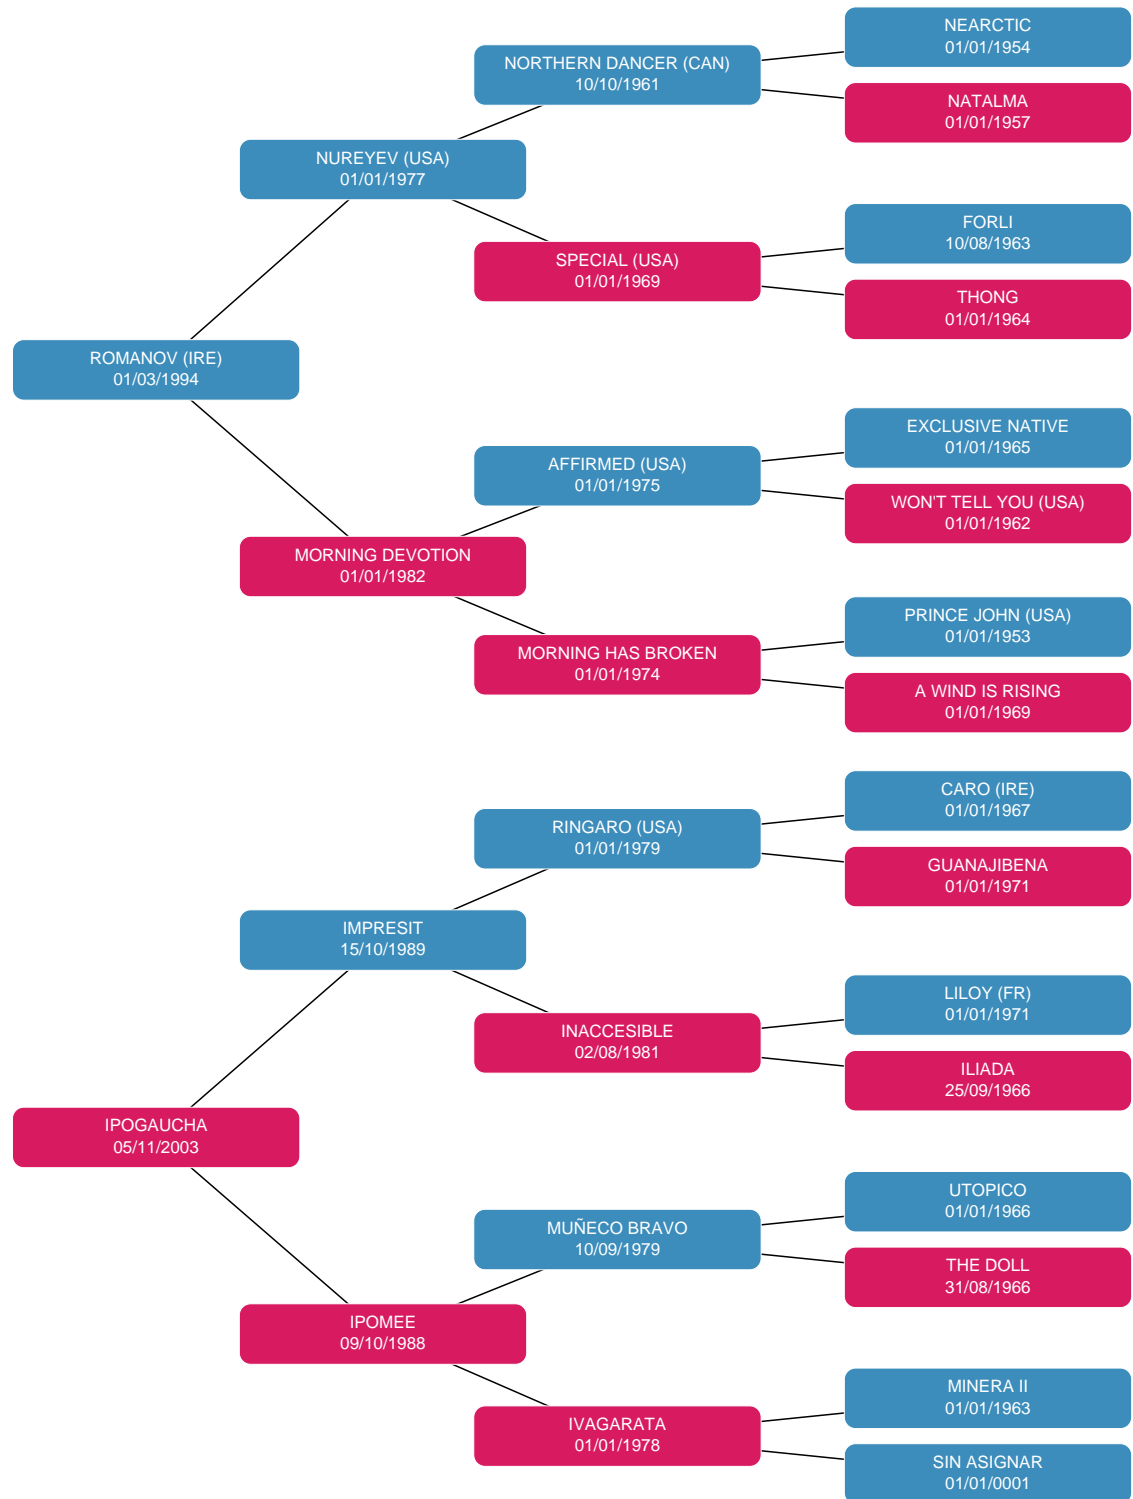 NEARCTIC
01/01/1954
NORTHERN DANCER (CAN)
10/10/1961
NATALMA
01/01/1957
NUREYEV (USA)
01/01/1977
FORLI
10/08/1963
SPECIAL (USA)
01/01/1969
THONG
01/01/1964
ROMANOV (IRE)
01/03/1994
EXCLUSIVE NATIVE
01/01/1965
AFFIRMED (USA)
01/01/1975
WON'T TELL YOU (USA)
01/01/1962
MORNING DEVOTION
01/01/1982
PRINCE JOHN (USA)
01/01/1953
MORNING HAS BROKEN
01/01/1974
A WIND IS RISING
01/01/1969
CARO (IRE)
01/01/1967
RINGARO (USA)
01/01/1979
GUANAJIBENA
01/01/1971
IMPRESIT
15/10/1989
LILOY (FR)
01/01/1971
INACCESIBLE
02/08/1981
ILIADA
25/09/1966
IPOGAUCHA
05/11/2003
UTOPICO
01/01/1966
MUÑECO BRAVO
10/09/1979
THE DOLL
31/08/1966
IPOMEE
09/10/1988
MINERA II
01/01/1963
IVAGARATA
01/01/1978
SIN ASIGNAR
01/01/0001